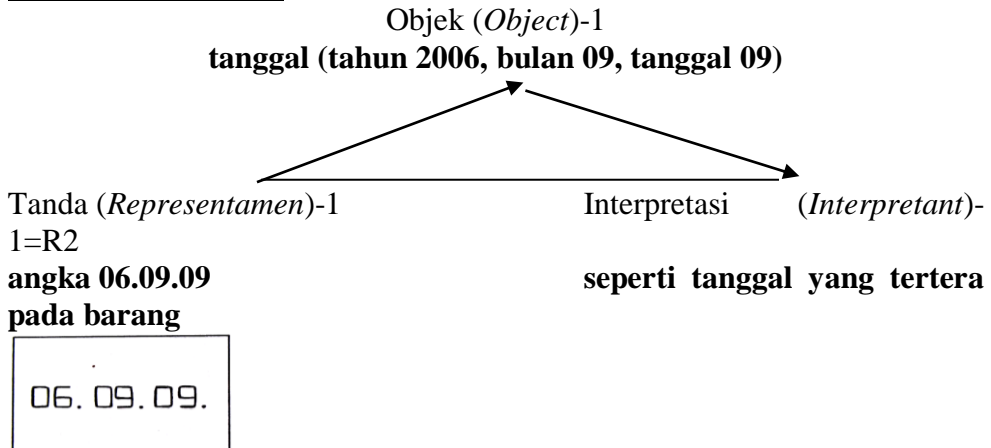 Objek (Object)-1
tanggal (tahun 2006, bulan 09, tanggal 09)
Tanda (Representamen)-1 Interpretasi (Interpretant)-
1=R2
angka 06.09.09 seperti tanggal yang tertera
pada barang
06. 09. 09.